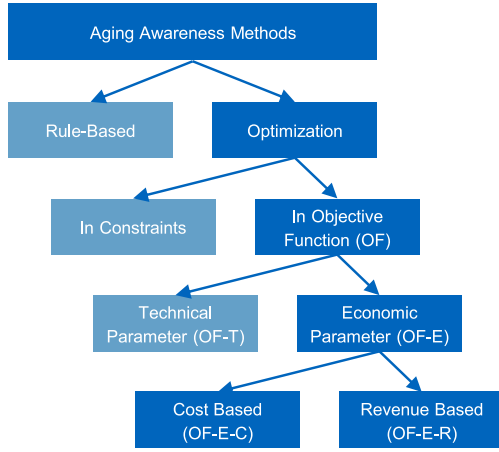 Aging Awareness Methods
Rule-Based
Optimization
In Constraints
In Objective
Function (OF)
Technical
Parameter (OF-T)
Economic
Parameter (OF-E)
Cost Based
(OF-E-C)
Revenue Based
(OF-E-R)